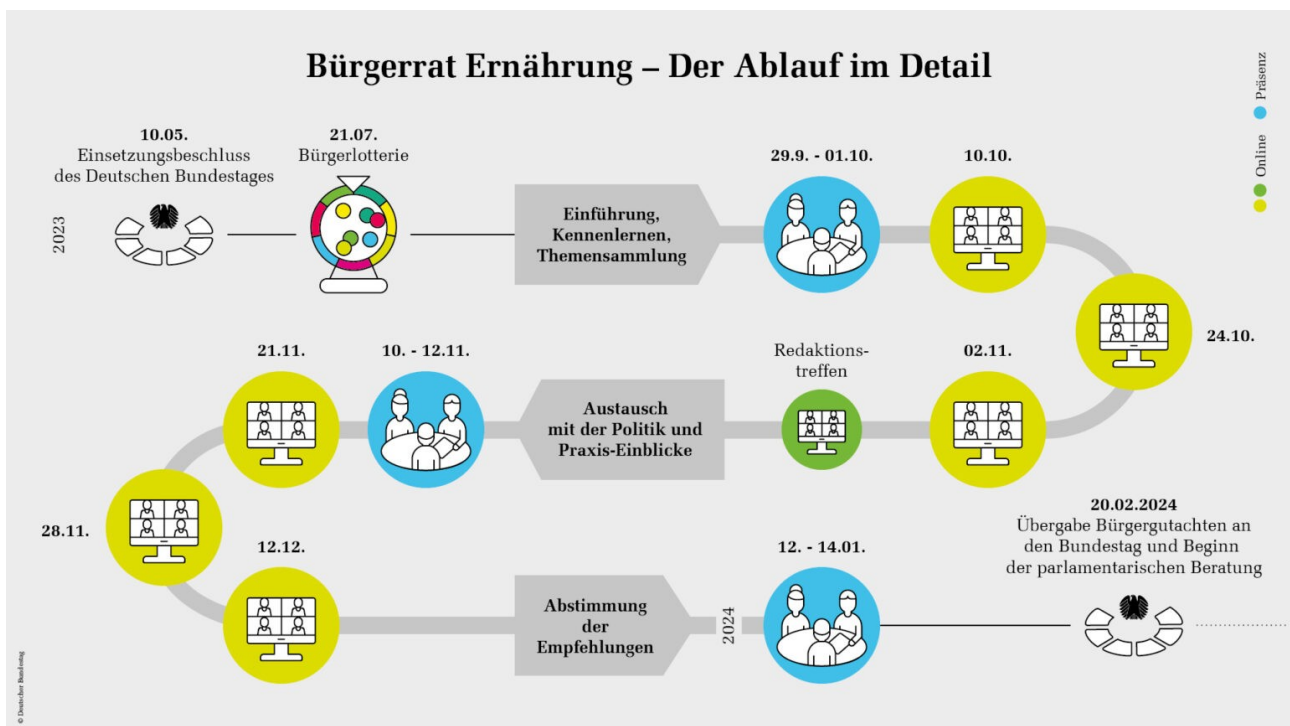 Bürgerrat Ernährung – Der Ablauf im Detail
Präsenz
Online
2023
10.05.
Einsetzungsbeschluss
des Deutschen Bundestages
21.07.
Bürgerlotterie
Einführung,
Kennenlernen,
Themensammlung
29.9. - 01.10.
10.10.
24.10.
02.11.
Redaktions-
treffen
Austausch
mit der Politik und
Praxis-Einblicke
10. - 12.11.
21.11.
28.11.
12.12.
Abstimmung
der
Empfehlungen
2024
12. - 14.01.
20.02.2024
Übergabe Bürgergutachten an
den Bundestag und Beginn
der parlamentarischen Beratung
© Deutscher Bundestag